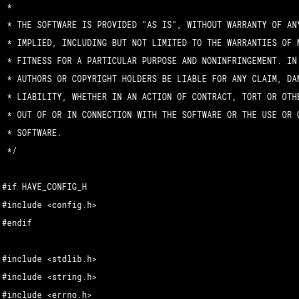 *
* THE SOFTWARE IS PROVIDED "AS IS", WITHOUT WARRANTY OF ANY
* IMPLIED, INCLUDING BUT NOT LIMITED TO THE WARRANTIES OF
* FITNESS FOR A PARTICULAR PURPOSE AND NONINFRINGEMENT. IN
* AUTHORS OR COPYRIGHT HOLDERS BE LIABLE FOR ANY CLAIM,
* LIABILITY, WHETHER IN AN ACTION OF CONTRACT, TORT OR
* OUT OF OR IN CONNECTION WITH THE SOFTWARE OR THE USE OR
* SOFTWARE.
*/
#if HAVE_CONFIG_H
#include <config.h>
#endif
#include <stdlib.h>
#include <string.h>
#include <errno.h>